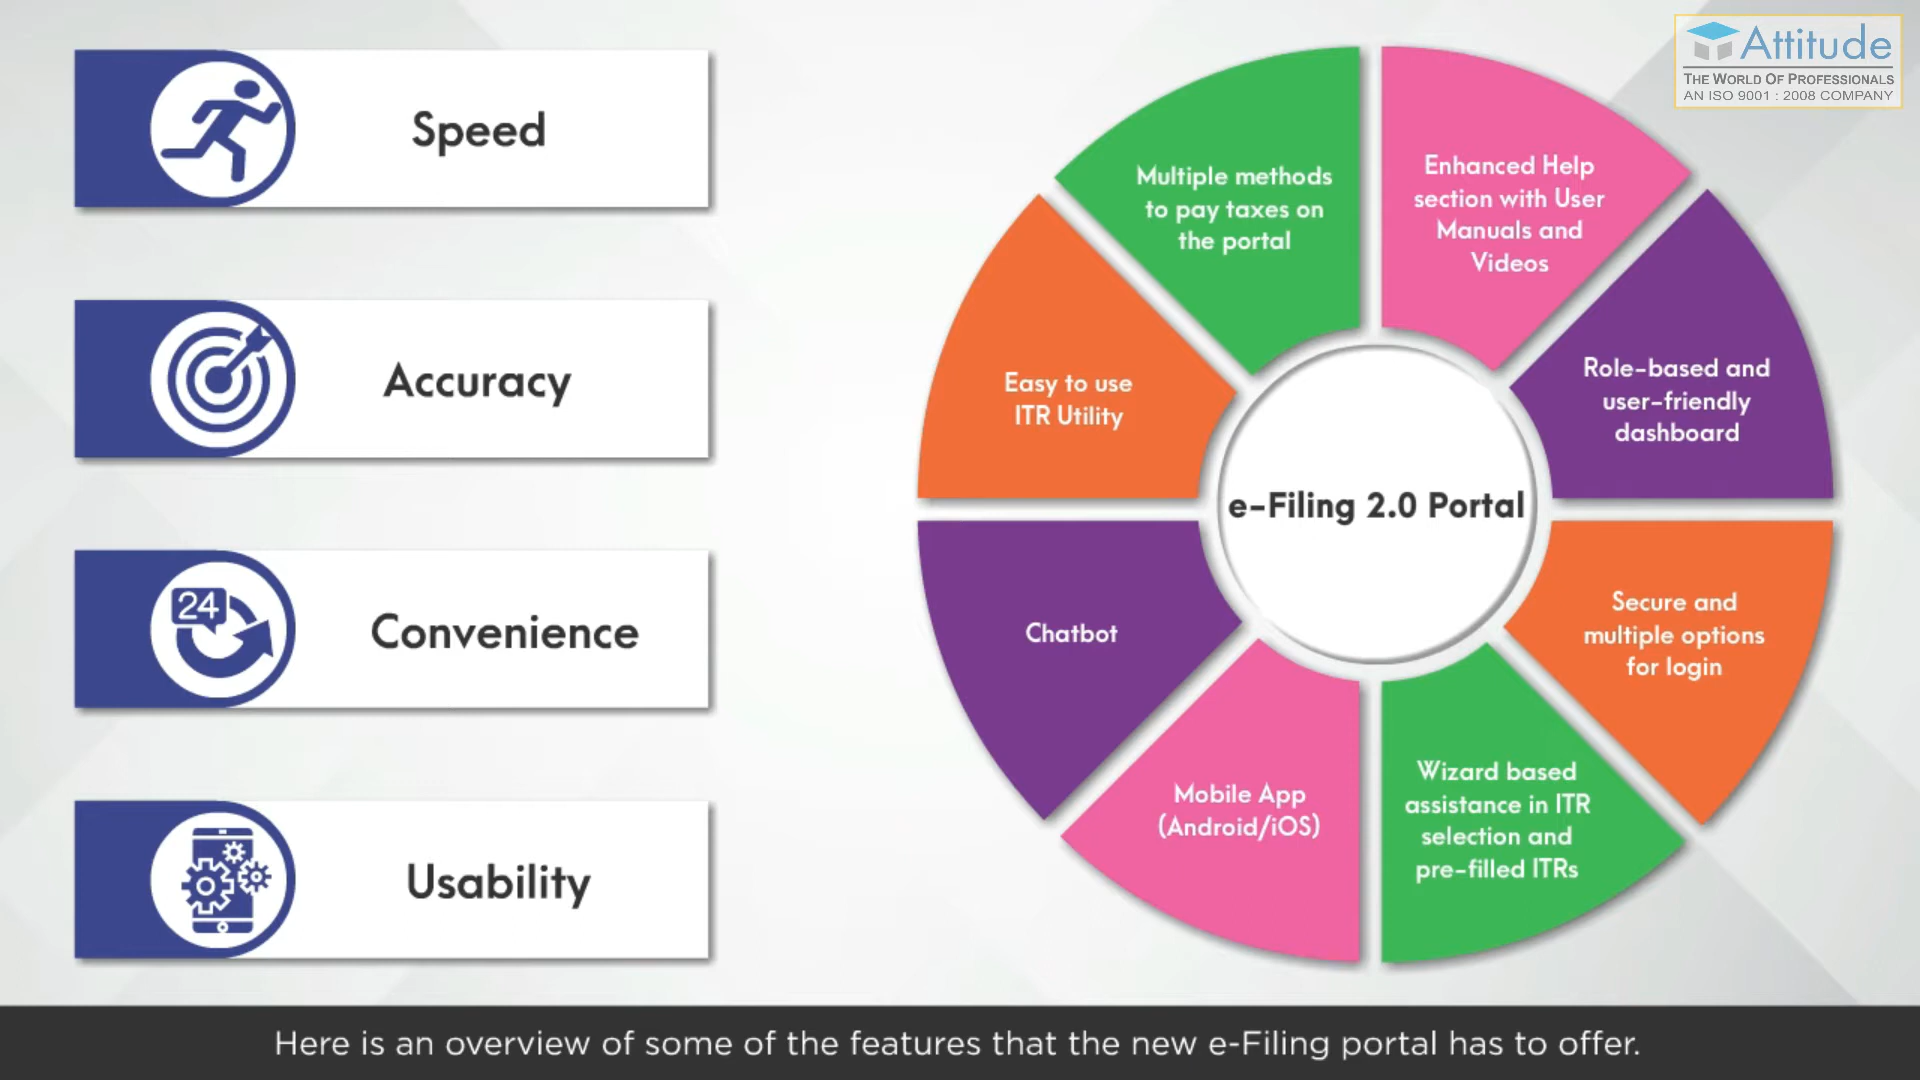 Attitude
THE WORLD OF PROFESSIONALS
AN ISO 9001 : 2008 COMPANY
Speed
Accuracy
24
Convenience
Usability
e-Filing 2.0 Portal
Enhanced Help
section with User
Manuals and
Videos
Role-based and
user-friendly
dashboard
Secure and
multiple options
for login
Wizard based
assistance in ITR
selection and
pre-filled ITRs
Mobile App
(Android/iOS)
Chatbot
Easy to use
ITR Utility
Multiple methods
to pay taxes on
the portal
Here is an overview of some of the features that the new e-Filing portal has to offer.